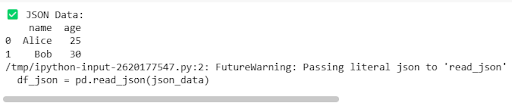 ✅ JSON Data:
    name  age
0  Alice   25
1    Bob   30
/tmp/ipython-input-2620177547.py:2: FutureWarning: Passing literal json to 'read_json'
  df_json = pd.read_json(json_data)